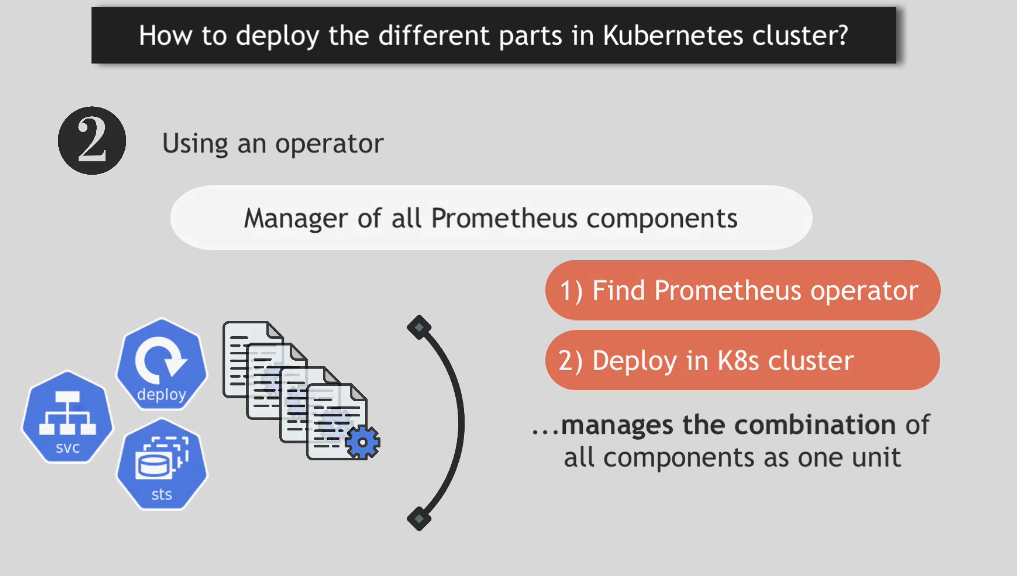 How to deploy the different parts in Kubernetes cluster?
2
Using an operator
Manager of all Prometheus components
1) Find Prometheus operator
2) Deploy in K8s cluster
...manages the combination of
all components as one unit
deploy
svc
sts